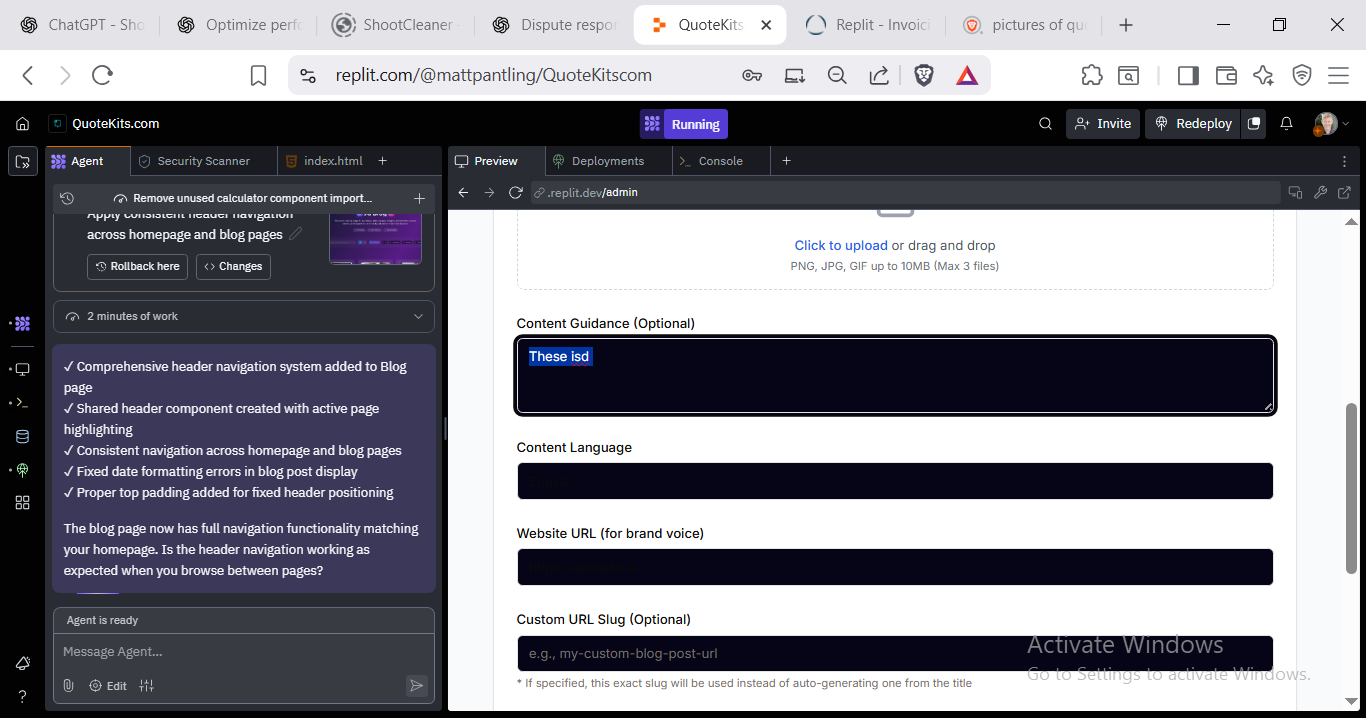 ChatGPT - Sho
Optimize perfo
ShootCleaner
Dispute respon
QuoteKits
Replit - Invoici
pictures of qu
replit.com/@mattpantling/QuoteKitscom
QuoteKits.com
Running
Invite
Redeploy
Agent
Security Scanner
index.html
Preview
Deployments
Console
Remove unused calculator component import...
.replit.dev/admin
Apply consistent header navigation
across homepage and blog pages
Rollback here
Changes
2 minutes of work
✓ Comprehensive header navigation system added to Blog
page
✓ Shared header component created with active page
highlighting
✓ Consistent navigation across homepage and blog pages
✓ Fixed date formatting errors in blog post display
✓ Proper top padding added for fixed header positioning
The blog page now has full navigation functionality matching
your homepage. Is the header navigation working as
expected when you browse between pages?
Agent is ready
Message Agent...
Edit
Click to upload or drag and drop
PNG, JPG, GIF up to 10MB (Max 3 files)
Content Guidance (Optional)
These isd
Content Language
Website URL (for brand voice)
Custom URL Slug (Optional)
e.g., my-custom-blog-post-url
* If specified, this exact slug will be used instead of auto-generating one from the title
Activate Windows
Go to Settings to activate Windows.